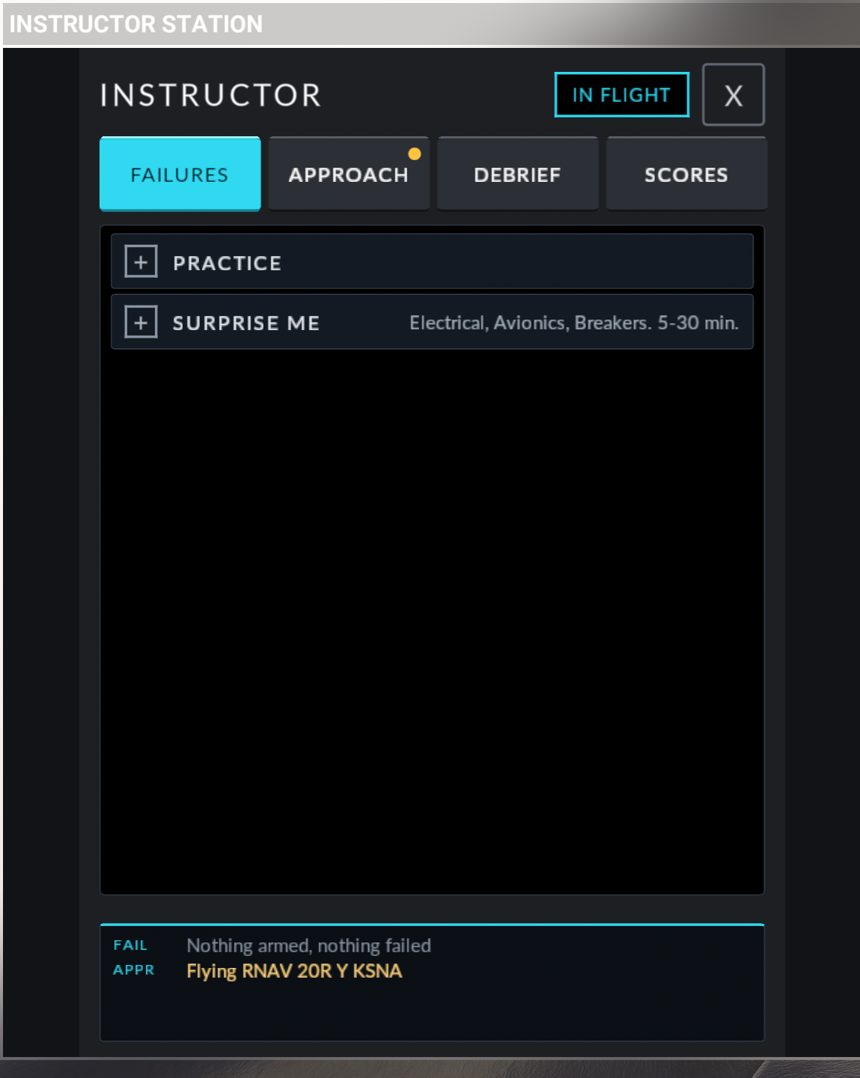 INSTRUCTOR STATION
INSTRUCTOR IN FLIGHT X
FAILURES APPROACH DEBRIEF SCORES
+ PRACTICE
+ SURPRISE ME Electrical, Avionics, Breakers. 5-30 min.
FAIL Nothing armed, nothing failed
APPR Flying RNAV 20R Y KSNA